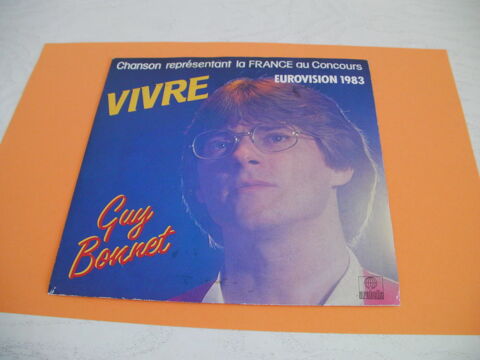 Chanson représentant la FRANCE au Concours
EUROVISION 1983
VIVRE
Guy
Bonnet